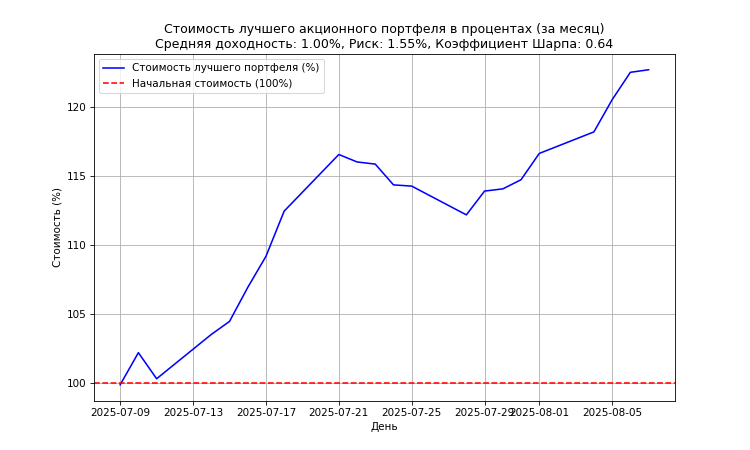 Стоимость лучшего акционного портфеля в процентах (за месяц)
Средняя доходность: 1.00%, Риск: 1.55%, Коэффициент Шарпа: 0.64
Стоимость лучшего портфеля (%)
Начальная стоимость (100%)
Стоимость (%)
120
115
110
105
100
2025-07-09 2025-07-13 2025-07-17 2025-07-21 2025-07-25 2025-07-29 2025-08-01 2025-08-05
День